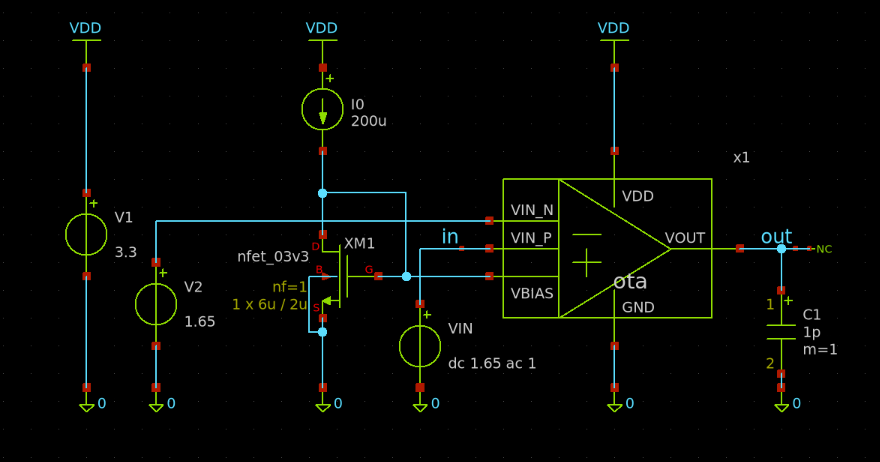 VDD
VDD
VDD
+
I0
200u
x1
+
V1
3.3
VDD
VIN_N
in
VIN_P
VOUT
out
NC
D
XM1
nfet_03v3
B
G
nf=1
1 x 6u / 2u
S
+
V2
1.65
VBIAS
ota
GND
+
VIN
dc 1.65 ac 1
1
+
C1
1p
m=1
2
0
0
0
0
0
0